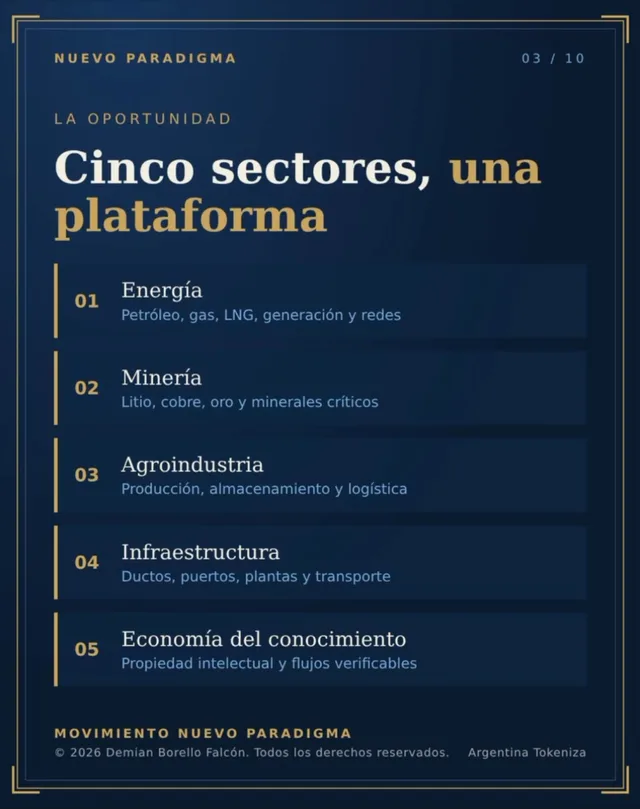 NUEVO PARADIGMA 03 / 10
LA OPORTUNIDAD
Cinco sectores, una
plataforma
01 Energía
Petróleo, gas, LNG, generación y redes
02 Minería
Litio, cobre, oro y minerales críticos
03 Agroindustria
Producción, almacenamiento y logística
04 Infraestructura
Ductos, puertos, plantas y transporte
05 Economía del conocimiento
Propiedad intelectual y flujos verificables
MOVIMIENTO NUEVO PARADIGMA
© 2026 Demian Borello Falcón. Todos los derechos reservados. Argentina Tokeniza